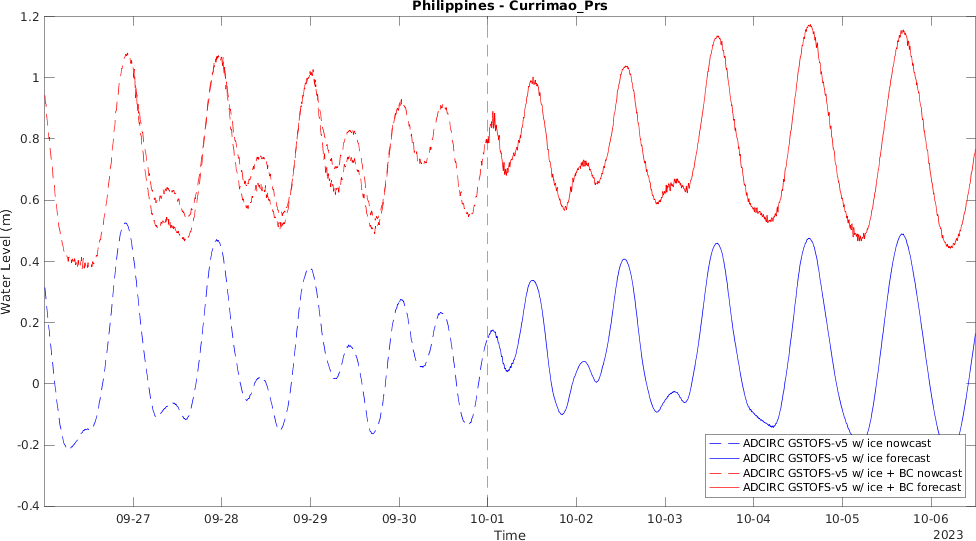 Philippines - Currimao_Prs
1.2
1
0.8
0.6
0.4
0.2
0
-0.2
-0.4
Water Level (m)
ADCIRC GSTOFS-v5 w/ ice nowcast
ADCIRC GSTOFS-v5 w/ ice forecast
ADCIRC GSTOFS-v5 w/ ice + BC nowcast
ADCIRC GSTOFS-v5 w/ ice + BC forecast
09-27 09-28 09-29 09-30 10-01 10-02 10-03 10-04 10-05 10-06
Time
2023